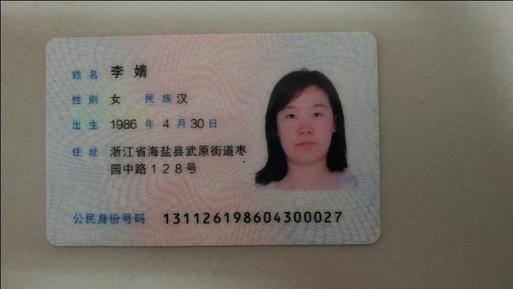 姓名 李婧
性别 女 民族 汉
出生 1986 年 4 月 30 日
住址 浙江省海盐县武原街道枣
园中路128号
公民身份号码 131126198604300027